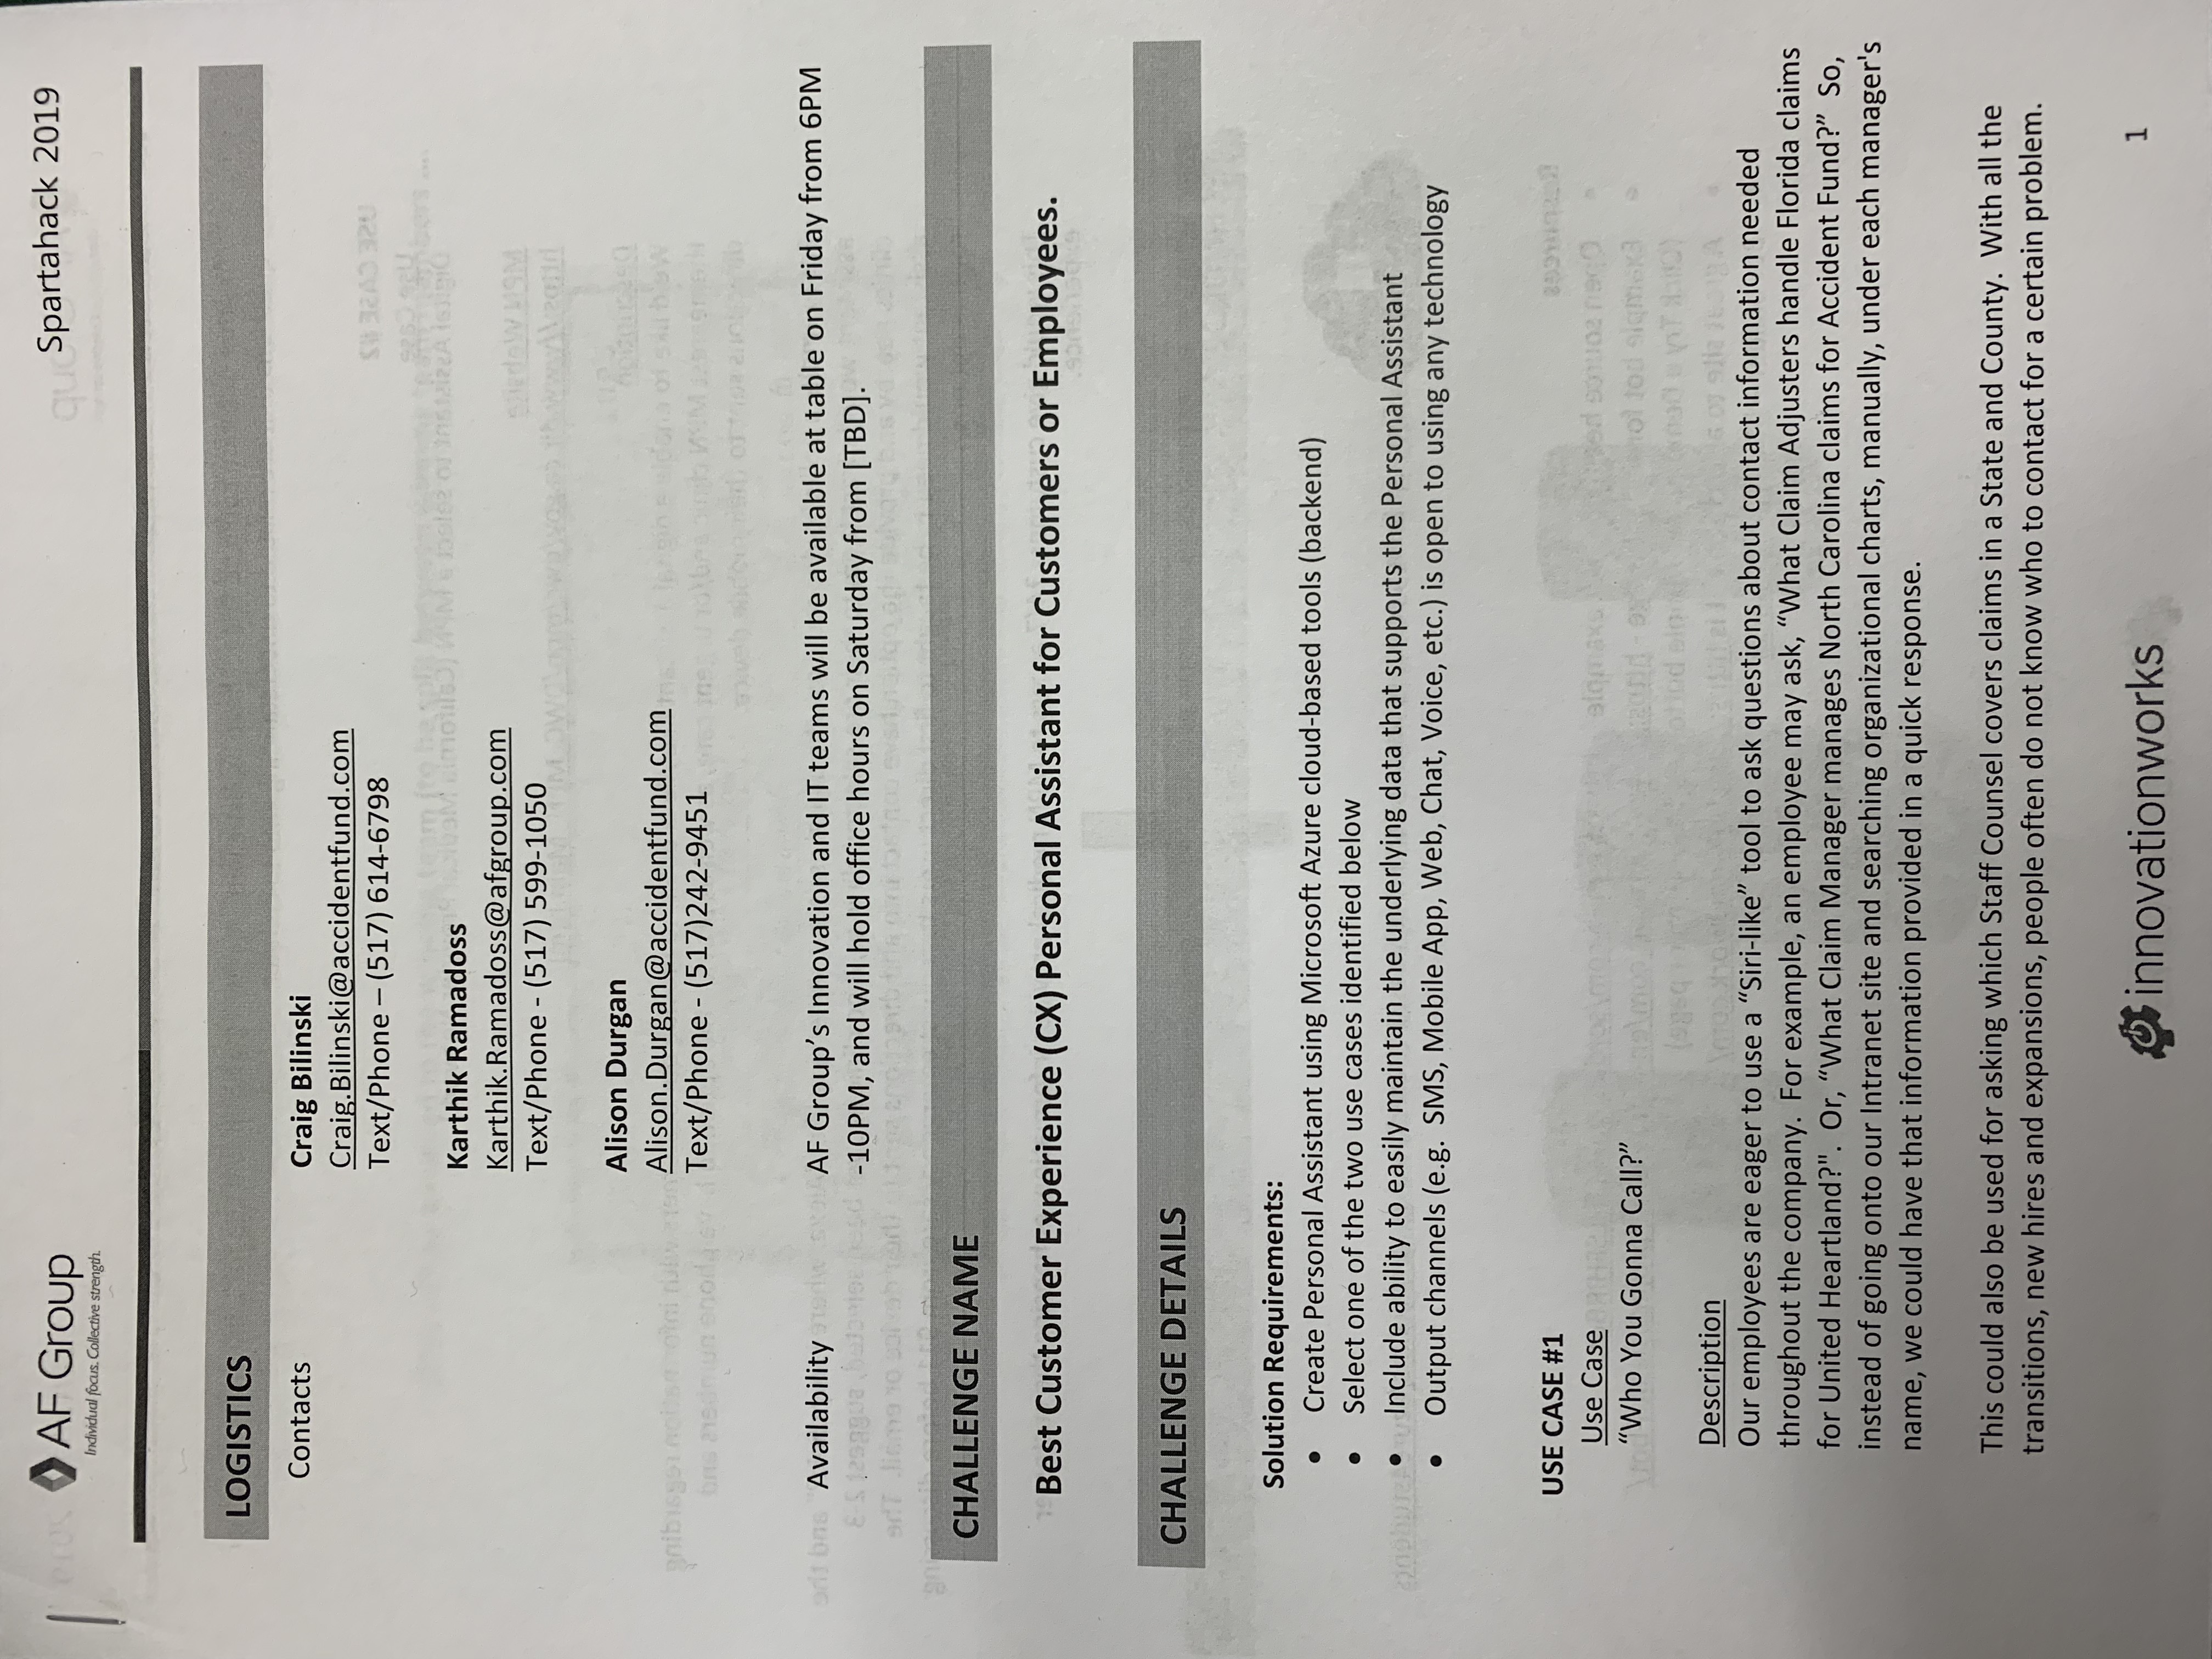 AF Group
Individual focus. Collective strength.
Spartahack 2019
LOGISTICS
Contacts
Craig Bilinski
Craig.Bilinski@accidentfund.com
Text/Phone – (517) 614-6798
Karthik Ramadoss
Karthik.Ramadoss@afgroup.com
Text/Phone - (517) 599-1050
Alison Durgan
Alison.Durgan@accidentfund.com
Text/Phone - (517)242-9451
Availability
AF Group’s Innovation and IT teams will be available at table on Friday from 6PM
-10PM, and will hold office hours on Saturday from [TBD].
CHALLENGE NAME
Best Customer Experience (CX) Personal Assistant for Customers or Employees.
CHALLENGE DETAILS
Solution Requirements:
• Create Personal Assistant using Microsoft Azure cloud-based tools (backend)
• Select one of the two use cases identified below
• Include ability to easily maintain the underlying data that supports the Personal Assistant
• Output channels (e.g.  SMS, Mobile App, Web, Chat, Voice, etc.) is open to using any technology
USE CASE #1
Use Case
“Who You Gonna Call?”
Description
Our employees are eager to use a “Siri-like” tool to ask questions about contact information needed
throughout the company.  For example, an employee may ask, “What Claim Adjusters handle Florida claims
for United Heartland?".  Or, “What Claim Manager manages North Carolina claims for Accident Fund?”  So,
instead of going onto our Intranet site and searching organizational charts, manually, under each manager's
name, we could have that information provided in a quick response.
This could also be used for asking which Staff Counsel covers claims in a State and County.  With all the
transitions, new hires and expansions, people often do not know who to contact for a certain problem.
innovationworks
1